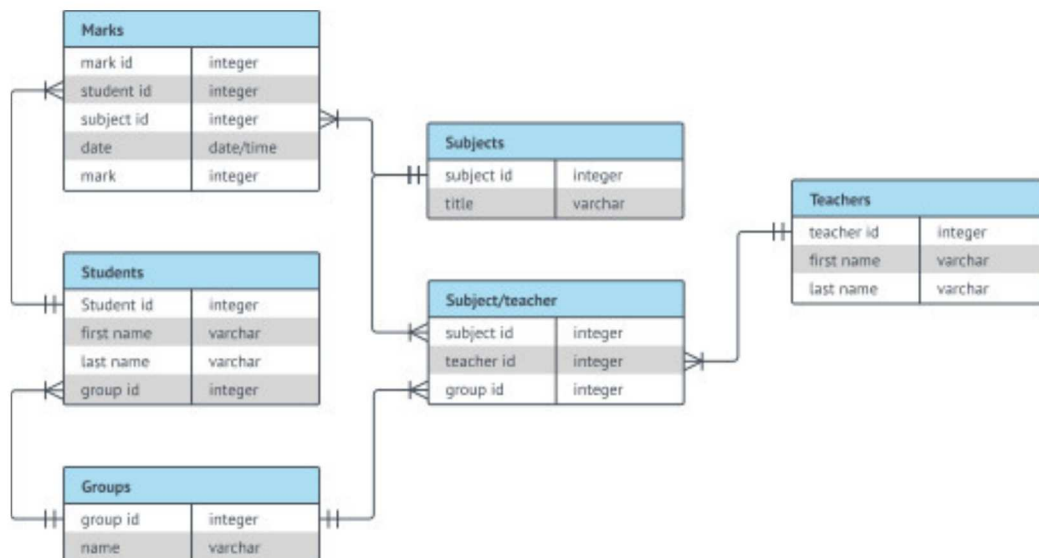 Marks
mark id integer
student id integer
subject id integer
date date/time
mark integer
Subjects
subject id integer
title varchar
Teachers
teacher id integer
first name varchar
last name varchar
Students
Student id integer
first name varchar
last name varchar
group id integer
Subject/teacher
subject id integer
teacher id integer
group id integer
Groups
group id integer
name varchar